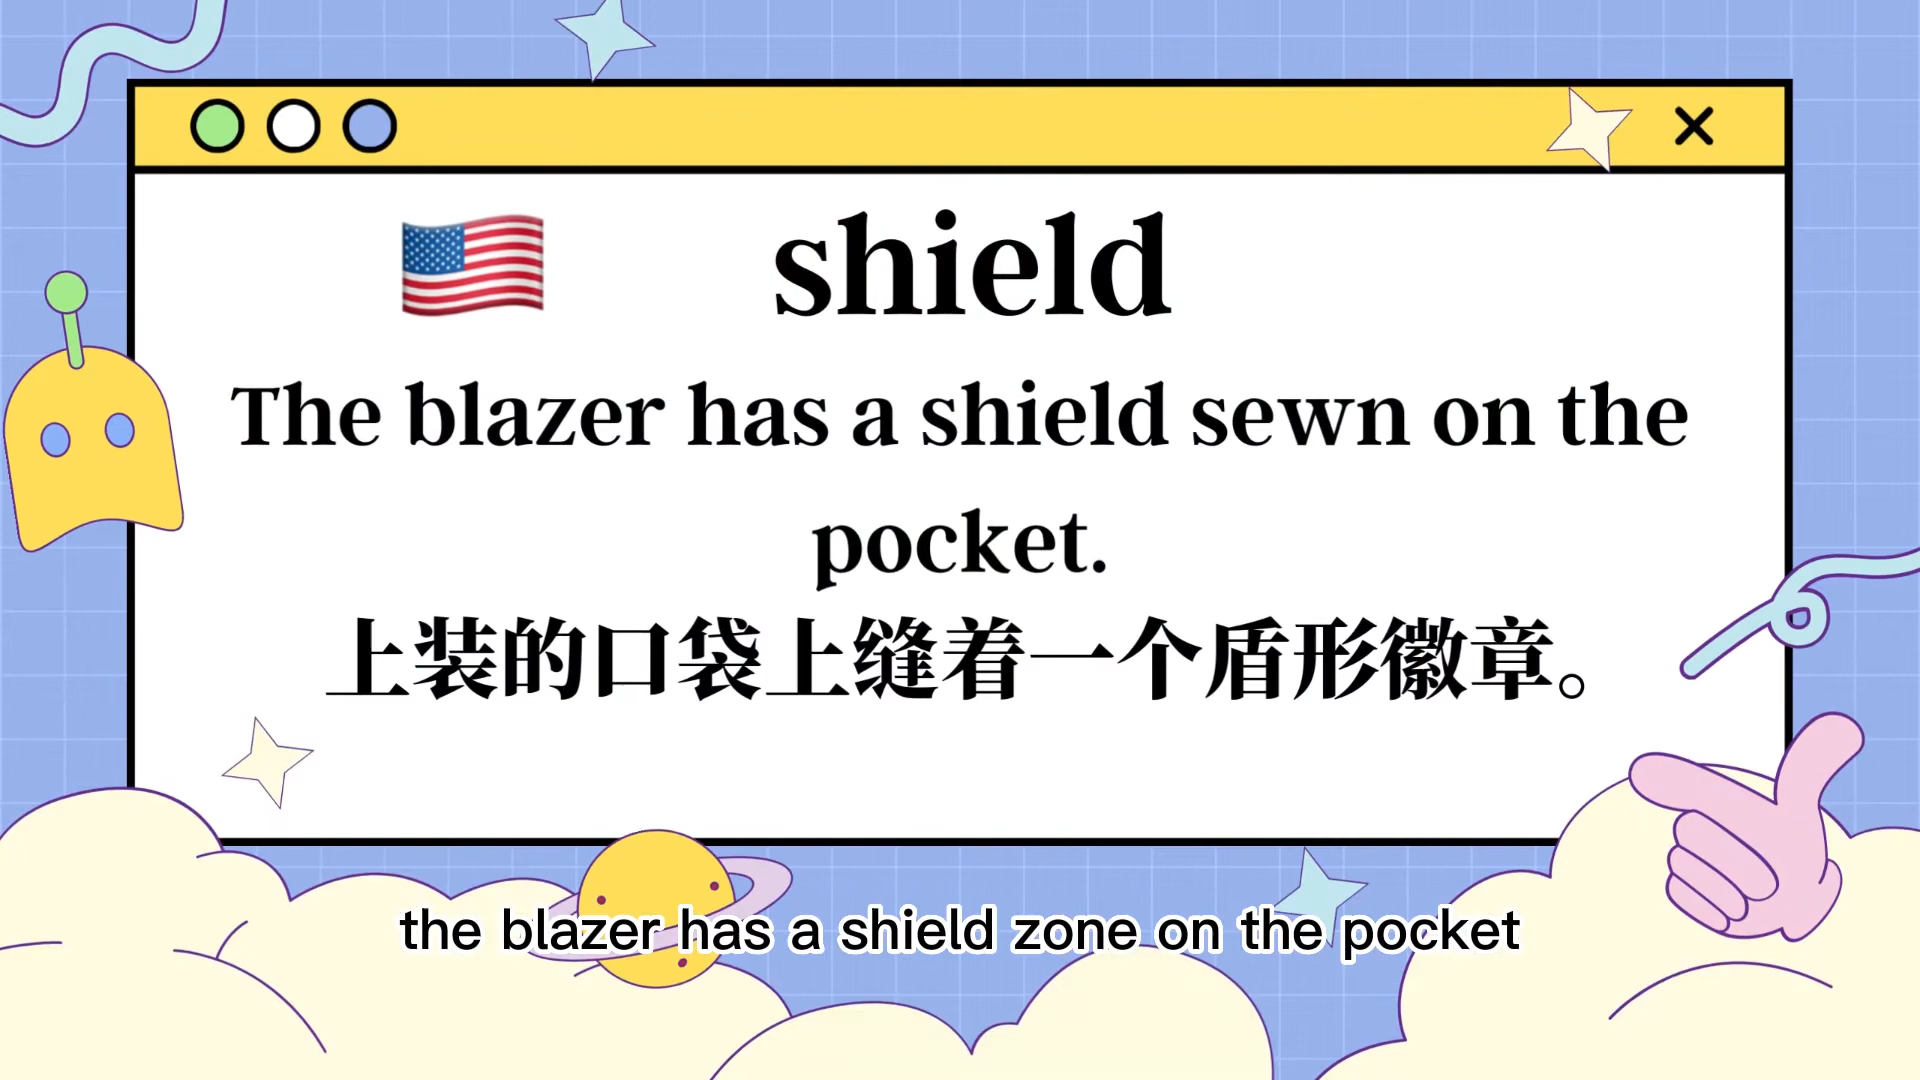 shield
The blazer has a shield sewn on the
pocket.
上装的口袋上缝着一个盾形徽章。
the blazer has a shield zone on the pocket